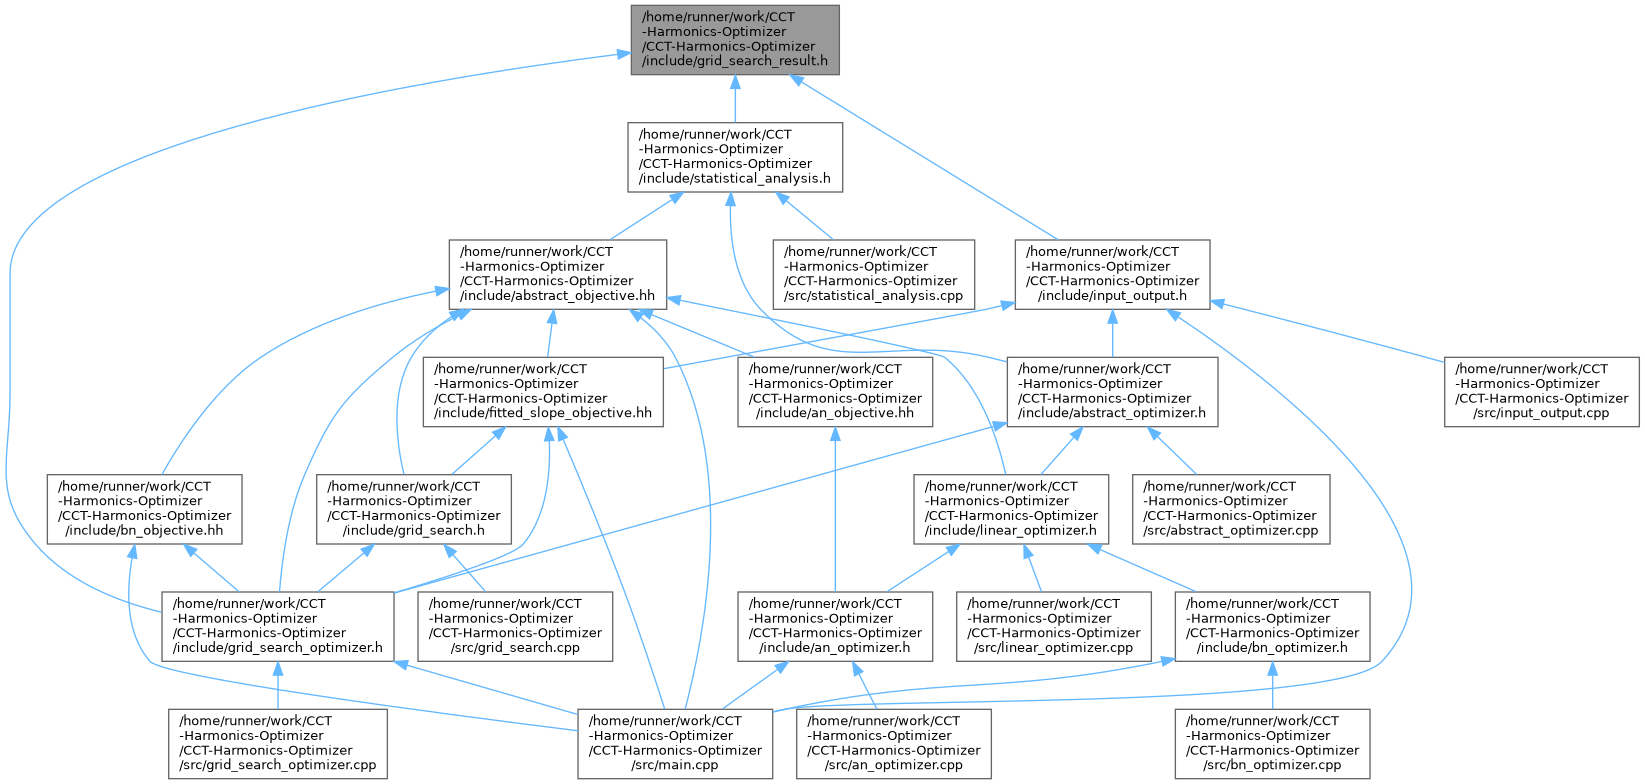 /home/runner/work/CCT
-Harmonics-Optimizer
/CCT-Harmonics-Optimizer
/include/grid_search_result.h
/home/runner/work/CCT
-Harmonics-Optimizer
/CCT-Harmonics-Optimizer
/include/statistical_analysis.h
/home/runner/work/CCT
-Harmonics-Optimizer
/CCT-Harmonics-Optimizer
/include/abstract_objective.hh
/home/runner/work/CCT
-Harmonics-Optimizer
/CCT-Harmonics-Optimizer
/src/statistical_analysis.cpp
/home/runner/work/CCT
-Harmonics-Optimizer
/CCT-Harmonics-Optimizer
/include/input_output.h
/home/runner/work/CCT
-Harmonics-Optimizer
/CCT-Harmonics-Optimizer
/include/fitted_slope_objective.hh
/home/runner/work/CCT
-Harmonics-Optimizer
/CCT-Harmonics-Optimizer
/include/an_objective.hh
/home/runner/work/CCT
-Harmonics-Optimizer
/CCT-Harmonics-Optimizer
/include/abstract_optimizer.h
/home/runner/work/CCT
-Harmonics-Optimizer
/CCT-Harmonics-Optimizer
/src/input_output.cpp
/home/runner/work/CCT
-Harmonics-Optimizer
/CCT-Harmonics-Optimizer
/include/bn_objective.hh
/home/runner/work/CCT
-Harmonics-Optimizer
/CCT-Harmonics-Optimizer
/include/grid_search.h
/home/runner/work/CCT
-Harmonics-Optimizer
/CCT-Harmonics-Optimizer
/include/linear_optimizer.h
/home/runner/work/CCT
-Harmonics-Optimizer
/CCT-Harmonics-Optimizer
/src/abstract_optimizer.cpp
/home/runner/work/CCT
-Harmonics-Optimizer
/CCT-Harmonics-Optimizer
/include/grid_search_optimizer.h
/home/runner/work/CCT
-Harmonics-Optimizer
/CCT-Harmonics-Optimizer
/src/grid_search.cpp
/home/runner/work/CCT
-Harmonics-Optimizer
/CCT-Harmonics-Optimizer
/include/an_optimizer.h
/home/runner/work/CCT
-Harmonics-Optimizer
/CCT-Harmonics-Optimizer
/src/linear_optimizer.cpp
/home/runner/work/CCT
-Harmonics-Optimizer
/CCT-Harmonics-Optimizer
/include/bn_optimizer.h
/home/runner/work/CCT
-Harmonics-Optimizer
/CCT-Harmonics-Optimizer
/src/grid_search_optimizer.cpp
/home/runner/work/CCT
-Harmonics-Optimizer
/CCT-Harmonics-Optimizer
/src/main.cpp
/home/runner/work/CCT
-Harmonics-Optimizer
/CCT-Harmonics-Optimizer
/src/an_optimizer.cpp
/home/runner/work/CCT
-Harmonics-Optimizer
/CCT-Harmonics-Optimizer
/src/bn_optimizer.cpp